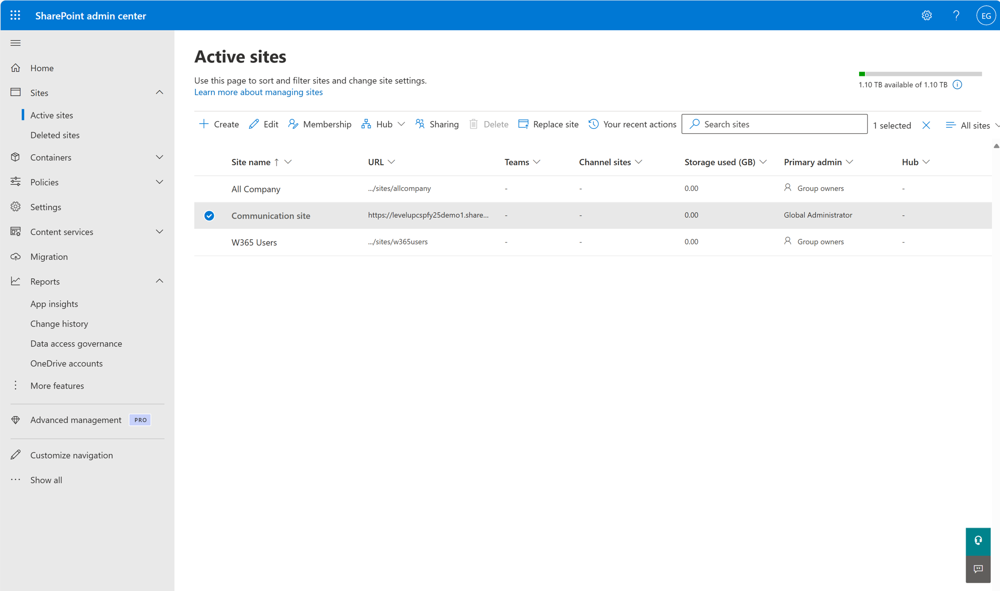 SharePoint admin center
EG
Home
Sites
Active sites
Deleted sites
Containers
Policies
Settings
Content services
Migration
Reports
App insights
Change history
Data access governance
OneDrive accounts
More features
Advanced management PRO
Customize navigation
Show all
Active sites
Use this page to sort and filter sites and change site settings.
Learn more about managing sites
1.10 TB available of 1.10 TB
Create Edit Membership Hub Sharing Delete Replace site Your recent actions Search sites 1 selected All sites
Site name ↑ URL Teams Channel sites Storage used (GB) Primary admin Hub
All Company .../sites/allcompany - - 0.00 Group owners -
Communication site https://levelupcspfy25demo1.share... - - 0.00 Global Administrator -
W365 Users .../sites/w365users - - 0.00 Group owners -